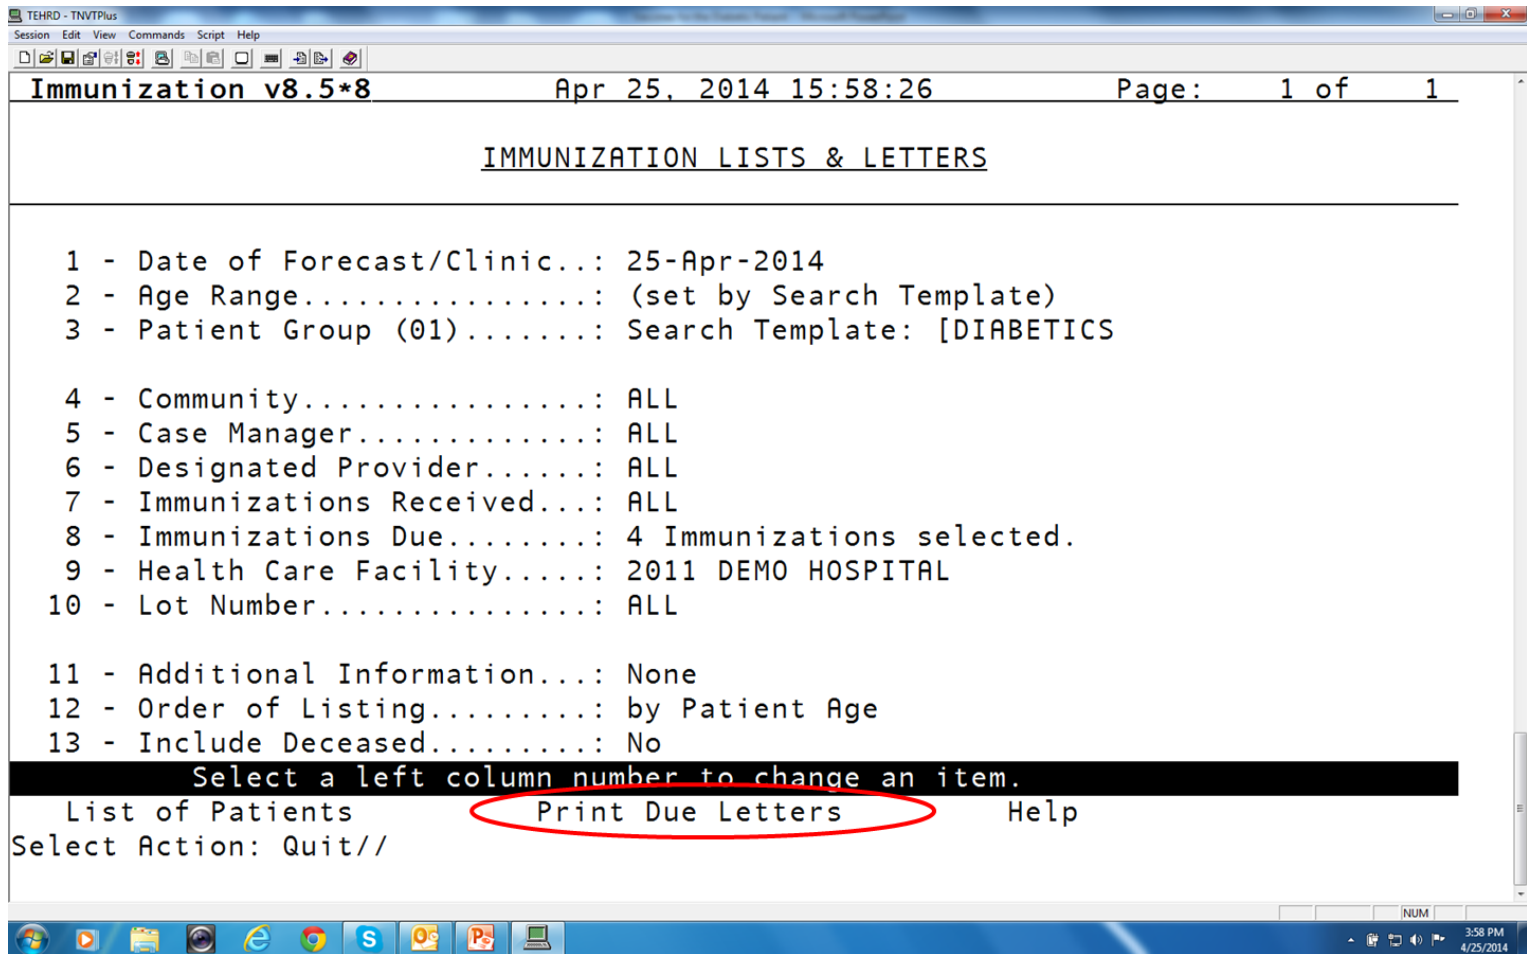 TEHRD - TNVTPlus
Session Edit View Commands Script Help
Immunization v8.5*8 Apr 25, 2014 15:58:26 Page: 1 of 1
IMMUNIZATION LISTS & LETTERS
1 - Date of Forecast/Clinic..: 25-Apr-2014
2 - Age Range................: (set by Search Template)
3 - Patient Group (01).......: Search Template: [DIABETICS
4 - Community................: ALL
5 - Case Manager.............: ALL
6 - Designated Provider......: ALL
7 - Immunizations Received...: ALL
8 - Immunizations Due........: 4 Immunizations selected.
9 - Health Care Facility.....: 2011 DEMO HOSPITAL
10 - Lot Number...............: ALL
11 - Additional Information...: None
12 - Order of Listing.........: by Patient Age
13 - Include Deceased.........: No
Select a left column number to change an item.
List of Patients Print Due Letters Help
Select Action: Quit//
NUM
3:58 PM
4/25/2014